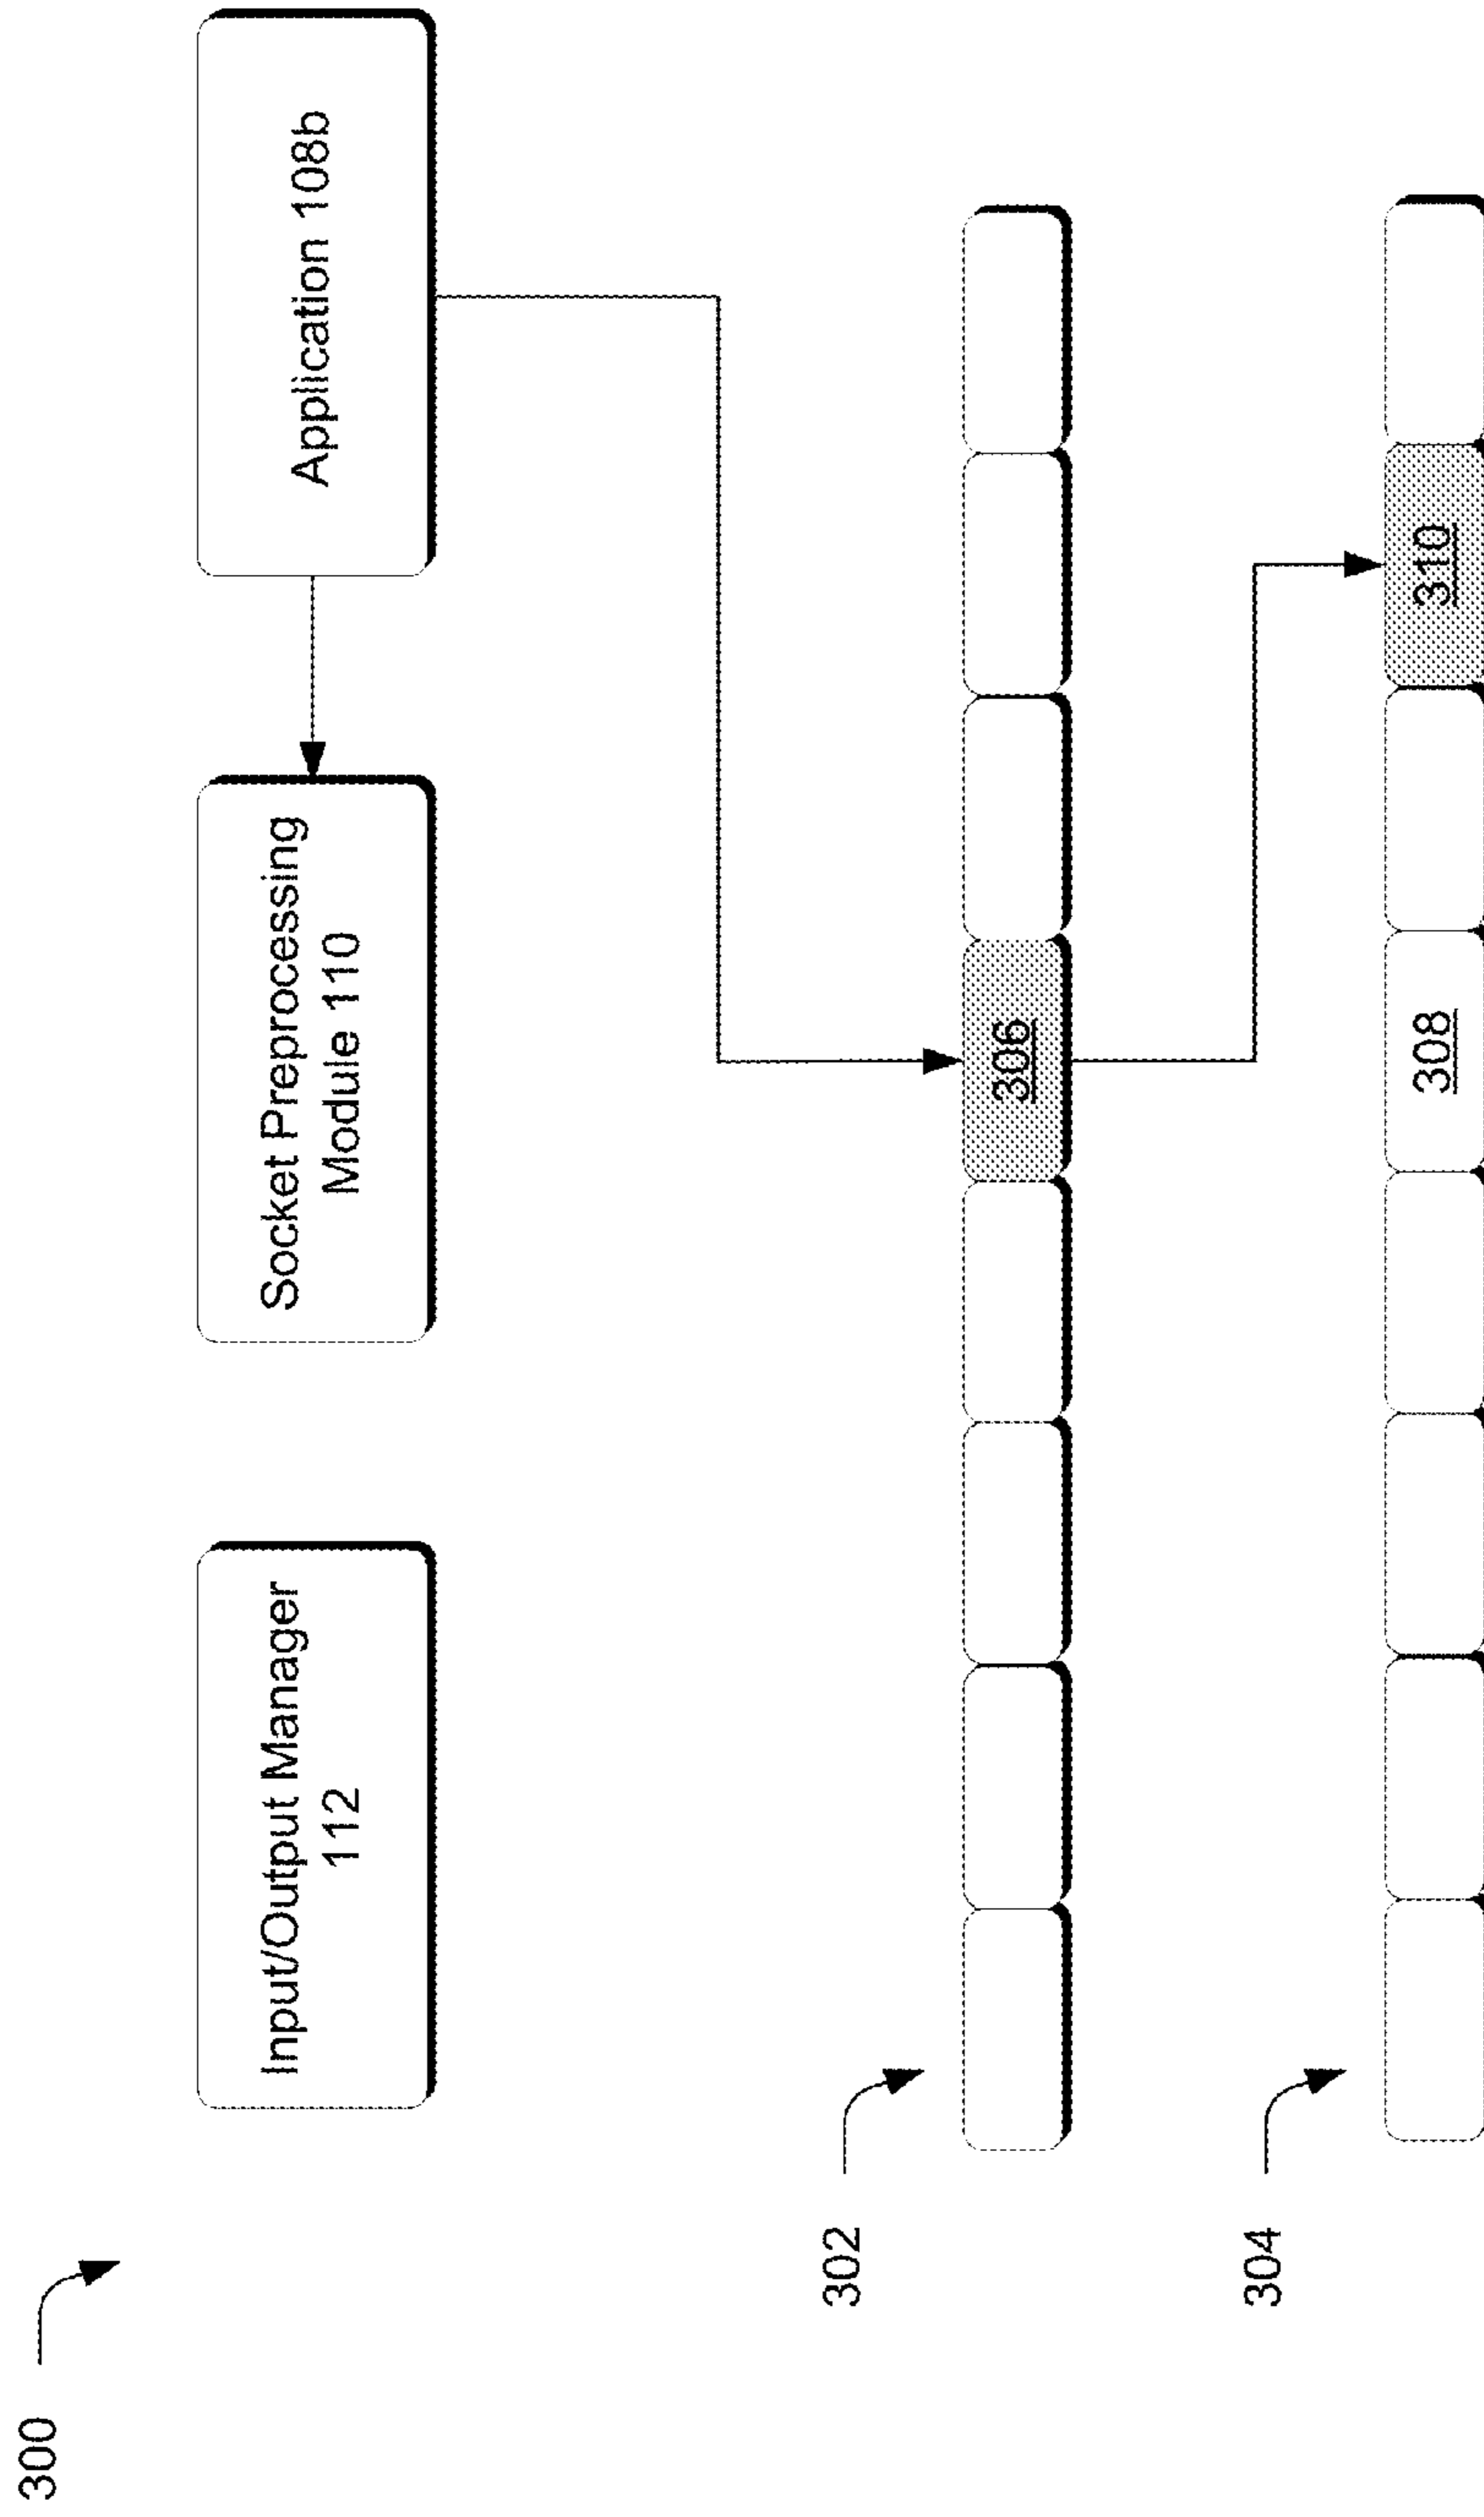 300
Input/Output Manager
112
Socket Preprocessing
Module 110
Application 108b
302
306
304
308
310